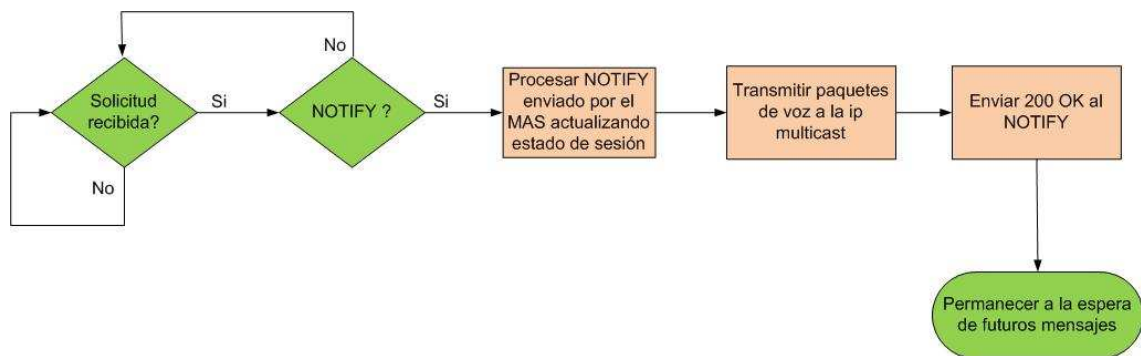 No
Solicitud
recibida?
Si
NOTIFY ?
Si
Procesar NOTIFY
enviado por el
MAS actualizando
estado de sesión
Transmitir paquetes
de voz a la ip
multicast
Enviar 200 OK al
NOTIFY
No
Permanecer a la espera
de futuros mensajes